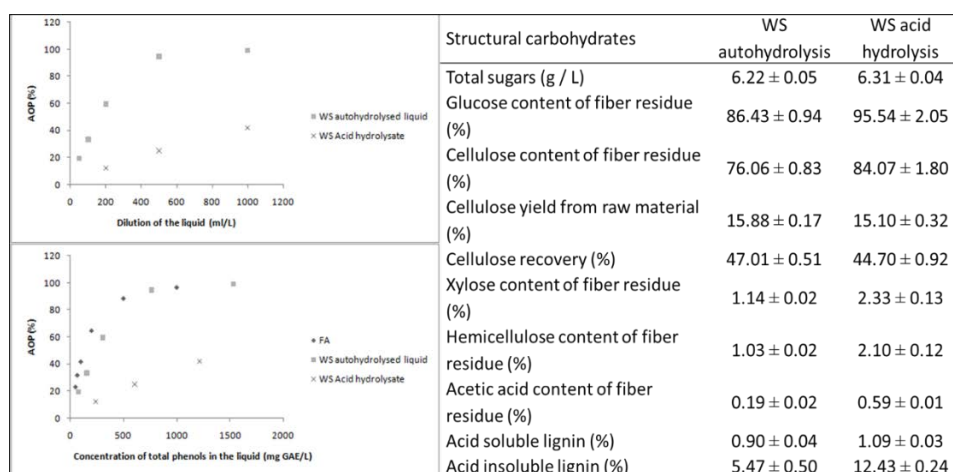 120
100
80
60
40
20
0
AOP (%)
0 200 400 600 800 1000 1200
Dilution of the liquid (ml/L)
WS autohydrolysed liquid
WS Acid hydrolysate
120
100
80
60
40
20
0
AOP (%)
0 500 1000 1500 2000
Concentration of total phenols in the liquid (mg GAE/L)
FA
WS autohydrolysed liquid
WS Acid hydrolysate
Structural carbohydrates WS autohydrolysis WS acid hydrolysis
Total sugars (g / L) 6.22 ± 0.05 6.31 ± 0.04
Glucose content of fiber residue
(%) 86.43 ± 0.94 95.54 ± 2.05
Cellulose content of fiber residue
(%) 76.06 ± 0.83 84.07 ± 1.80
Cellulose yield from raw material
(%) 15.88 ± 0.17 15.10 ± 0.32
Cellulose recovery (%) 47.01 ± 0.51 44.70 ± 0.92
Xylose content of fiber residue
(%) 1.14 ± 0.02 2.33 ± 0.13
Hemicellulose content of fiber
residue (%) 1.03 ± 0.02 2.10 ± 0.12
Acetic acid content of fiber
residue (%) 0.19 ± 0.02 0.59 ± 0.01
Acid soluble lignin (%) 0.90 ± 0.04 1.09 ± 0.03
Acid insoluble lignin (%) 5.47 ± 0.50 12.43 ± 0.24